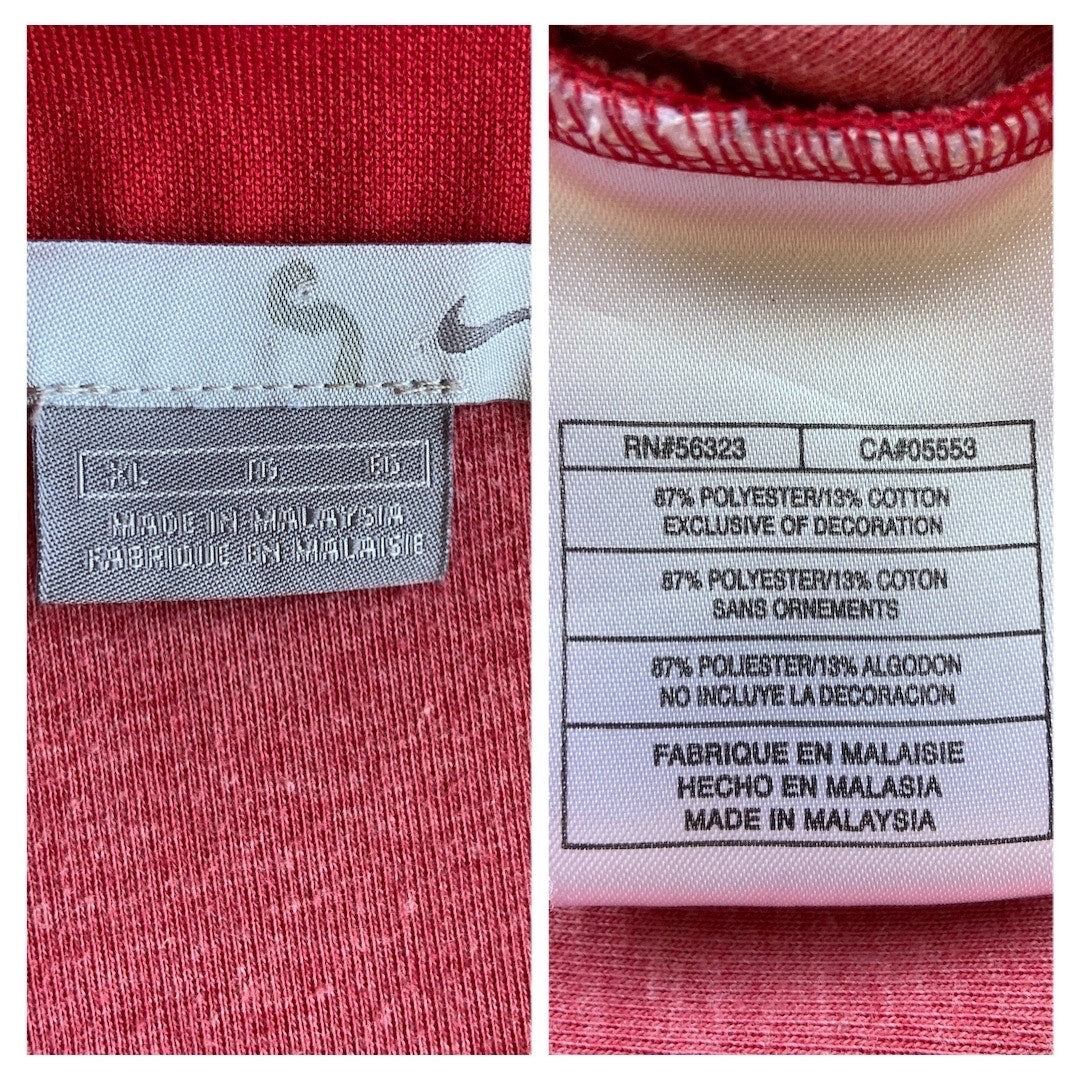 XL TG EG
MADE IN MALAYSIA
FABRIQUE EN MALAISIE
RN#56323 CA#05553
87% POLYESTER/13% COTTON
EXCLUSIVE OF DECORATION
87% POLYESTER/13% COTON
SANS ORNEMENTS
87% POLIESTER/13% ALGODON
NO INCLUYE LA DECORACION
FABRIQUE EN MALAISIE
HECHO EN MALASIA
MADE IN MALAYSIA